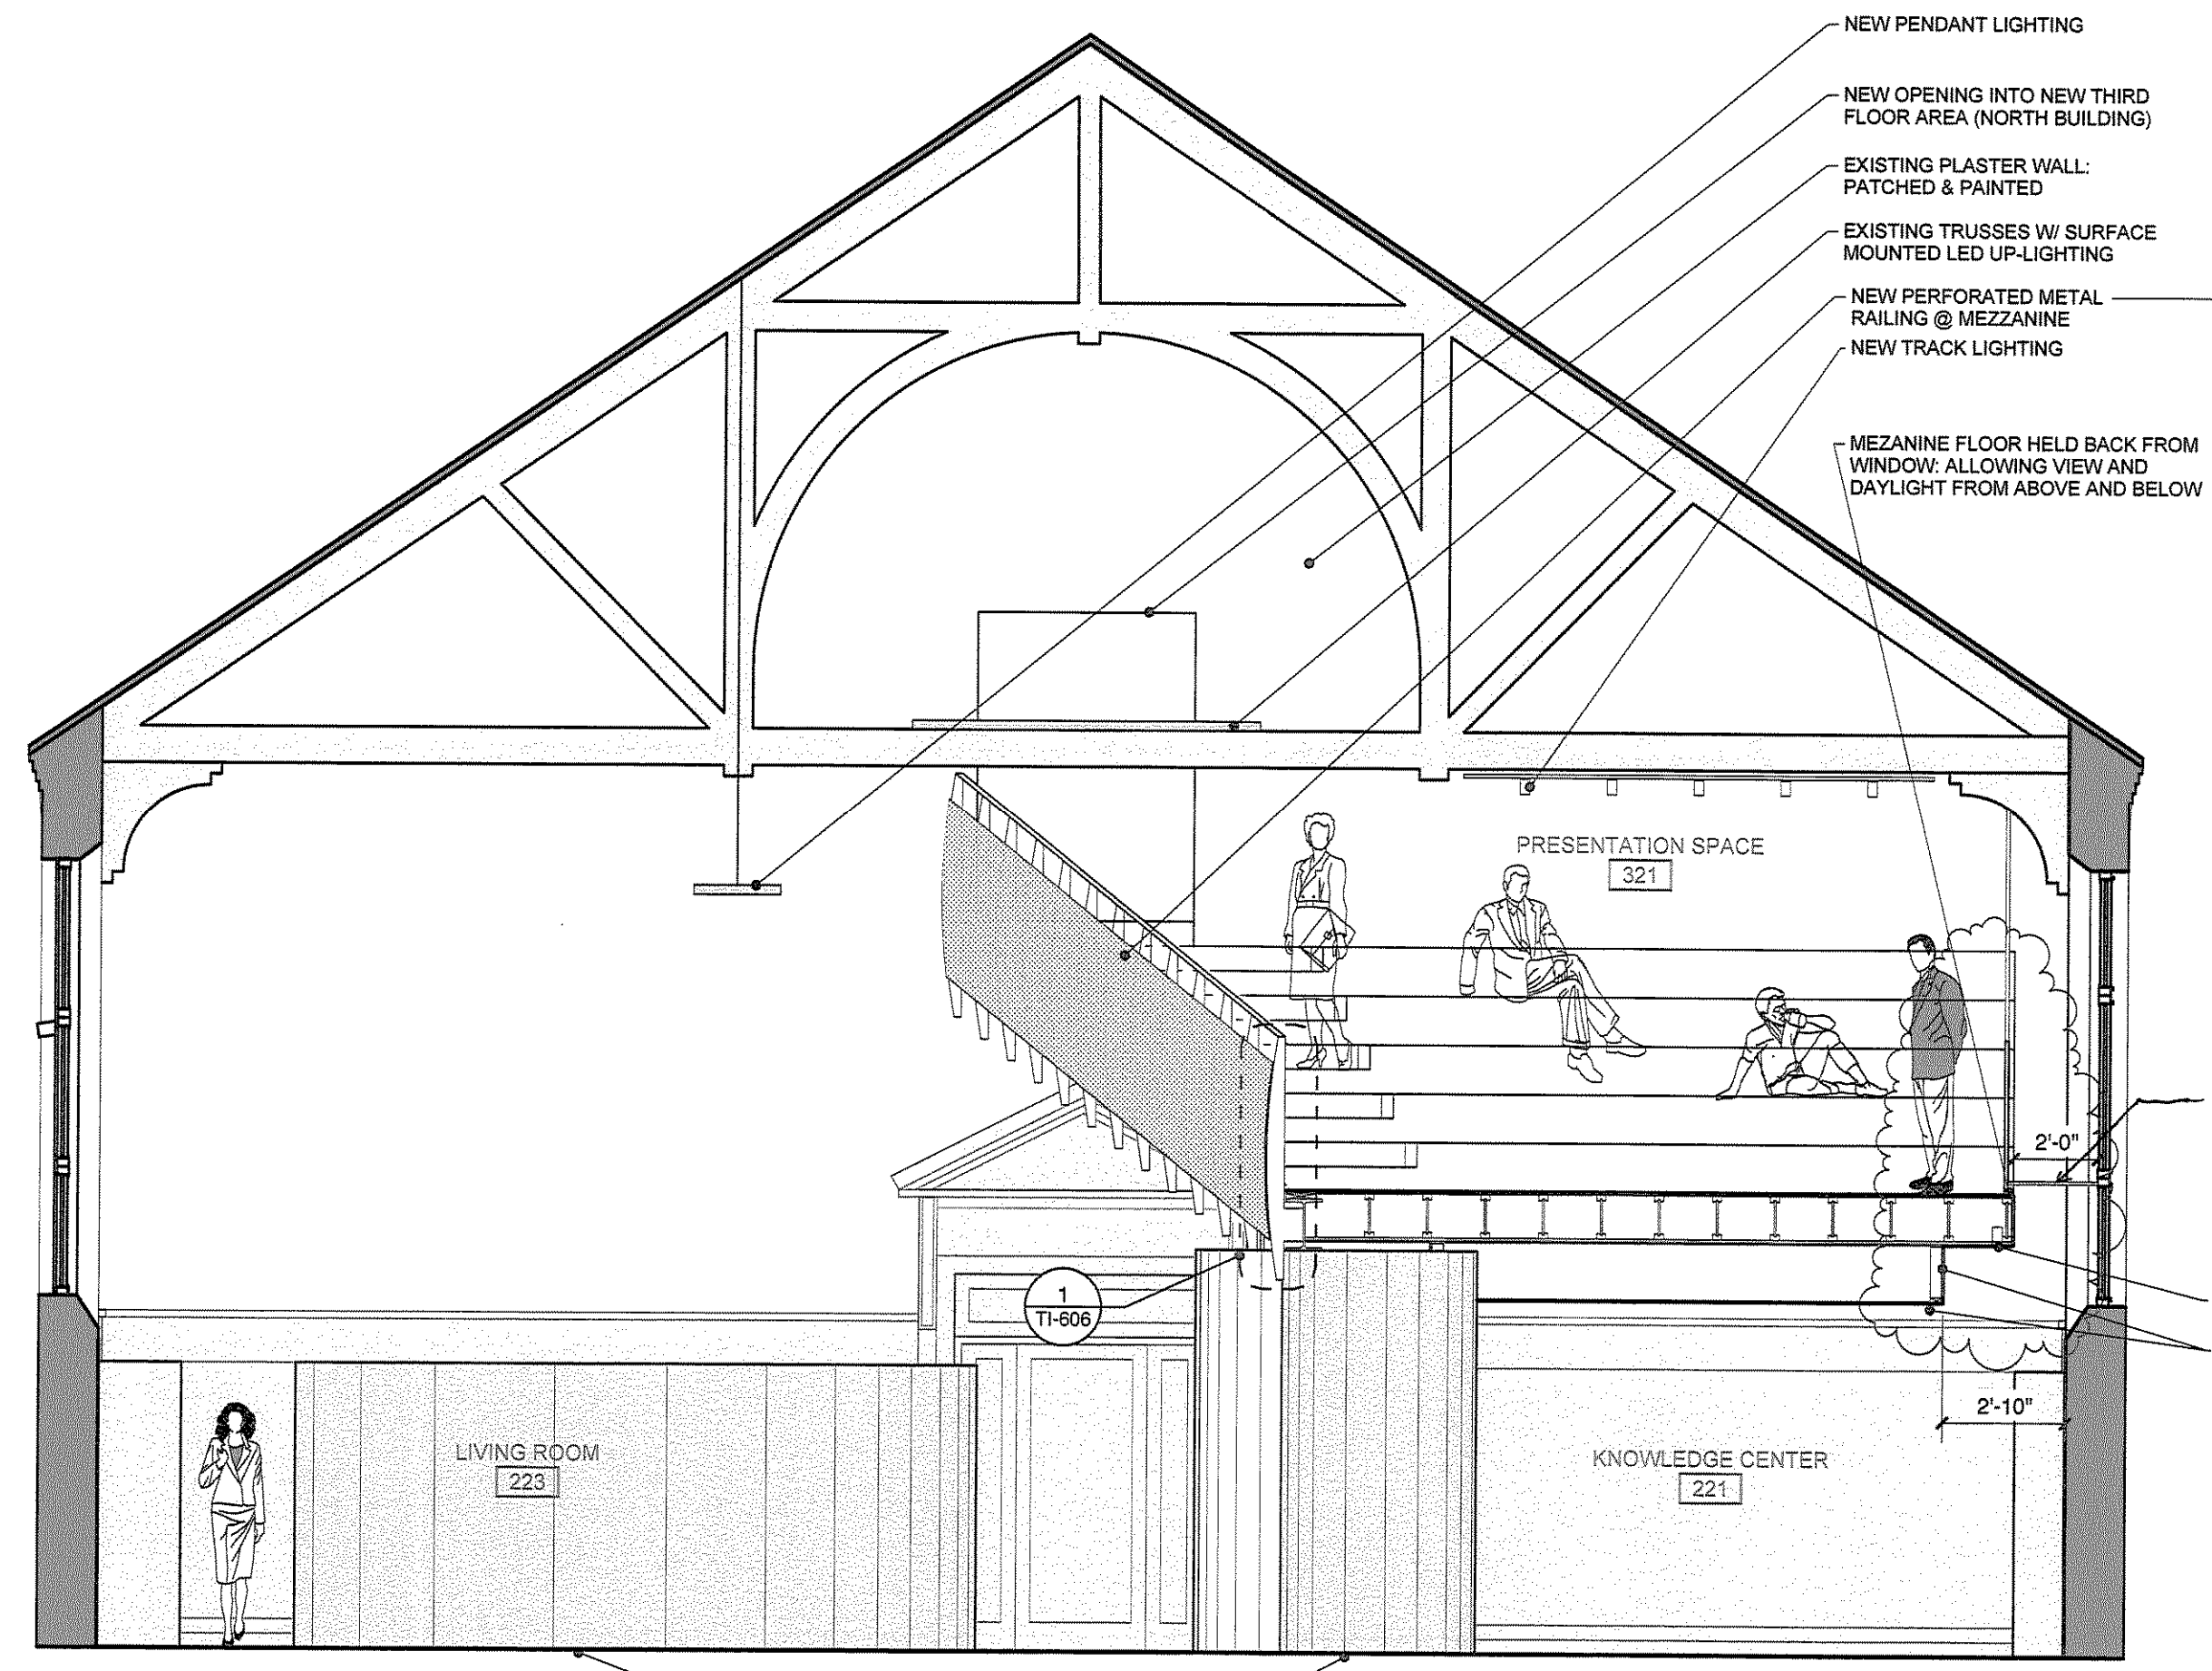 NEW PENDANT LIGHTING
NEW OPENING INTO NEW THIRD
FLOOR AREA (NORTH BUILDING)
EXISTING PLASTER WALL:
PATCHED & PAINTED
EXISTING TRUSSES W/ SURFACE
MOUNTED LED UP-LIGHTING
NEW PERFORATED METAL
RAILING @ MEZZANINE
NEW TRACK LIGHTING
MEZANINE FLOOR HELD BACK FROM
WINDOW: ALLOWING VIEW AND
DAYLIGHT FROM ABOVE AND BELOW
PRESENTATION SPACE
321
2'-0"
1
TI-606
2'-10"
LIVING ROOM
223
KNOWLEDGE CENTER
221